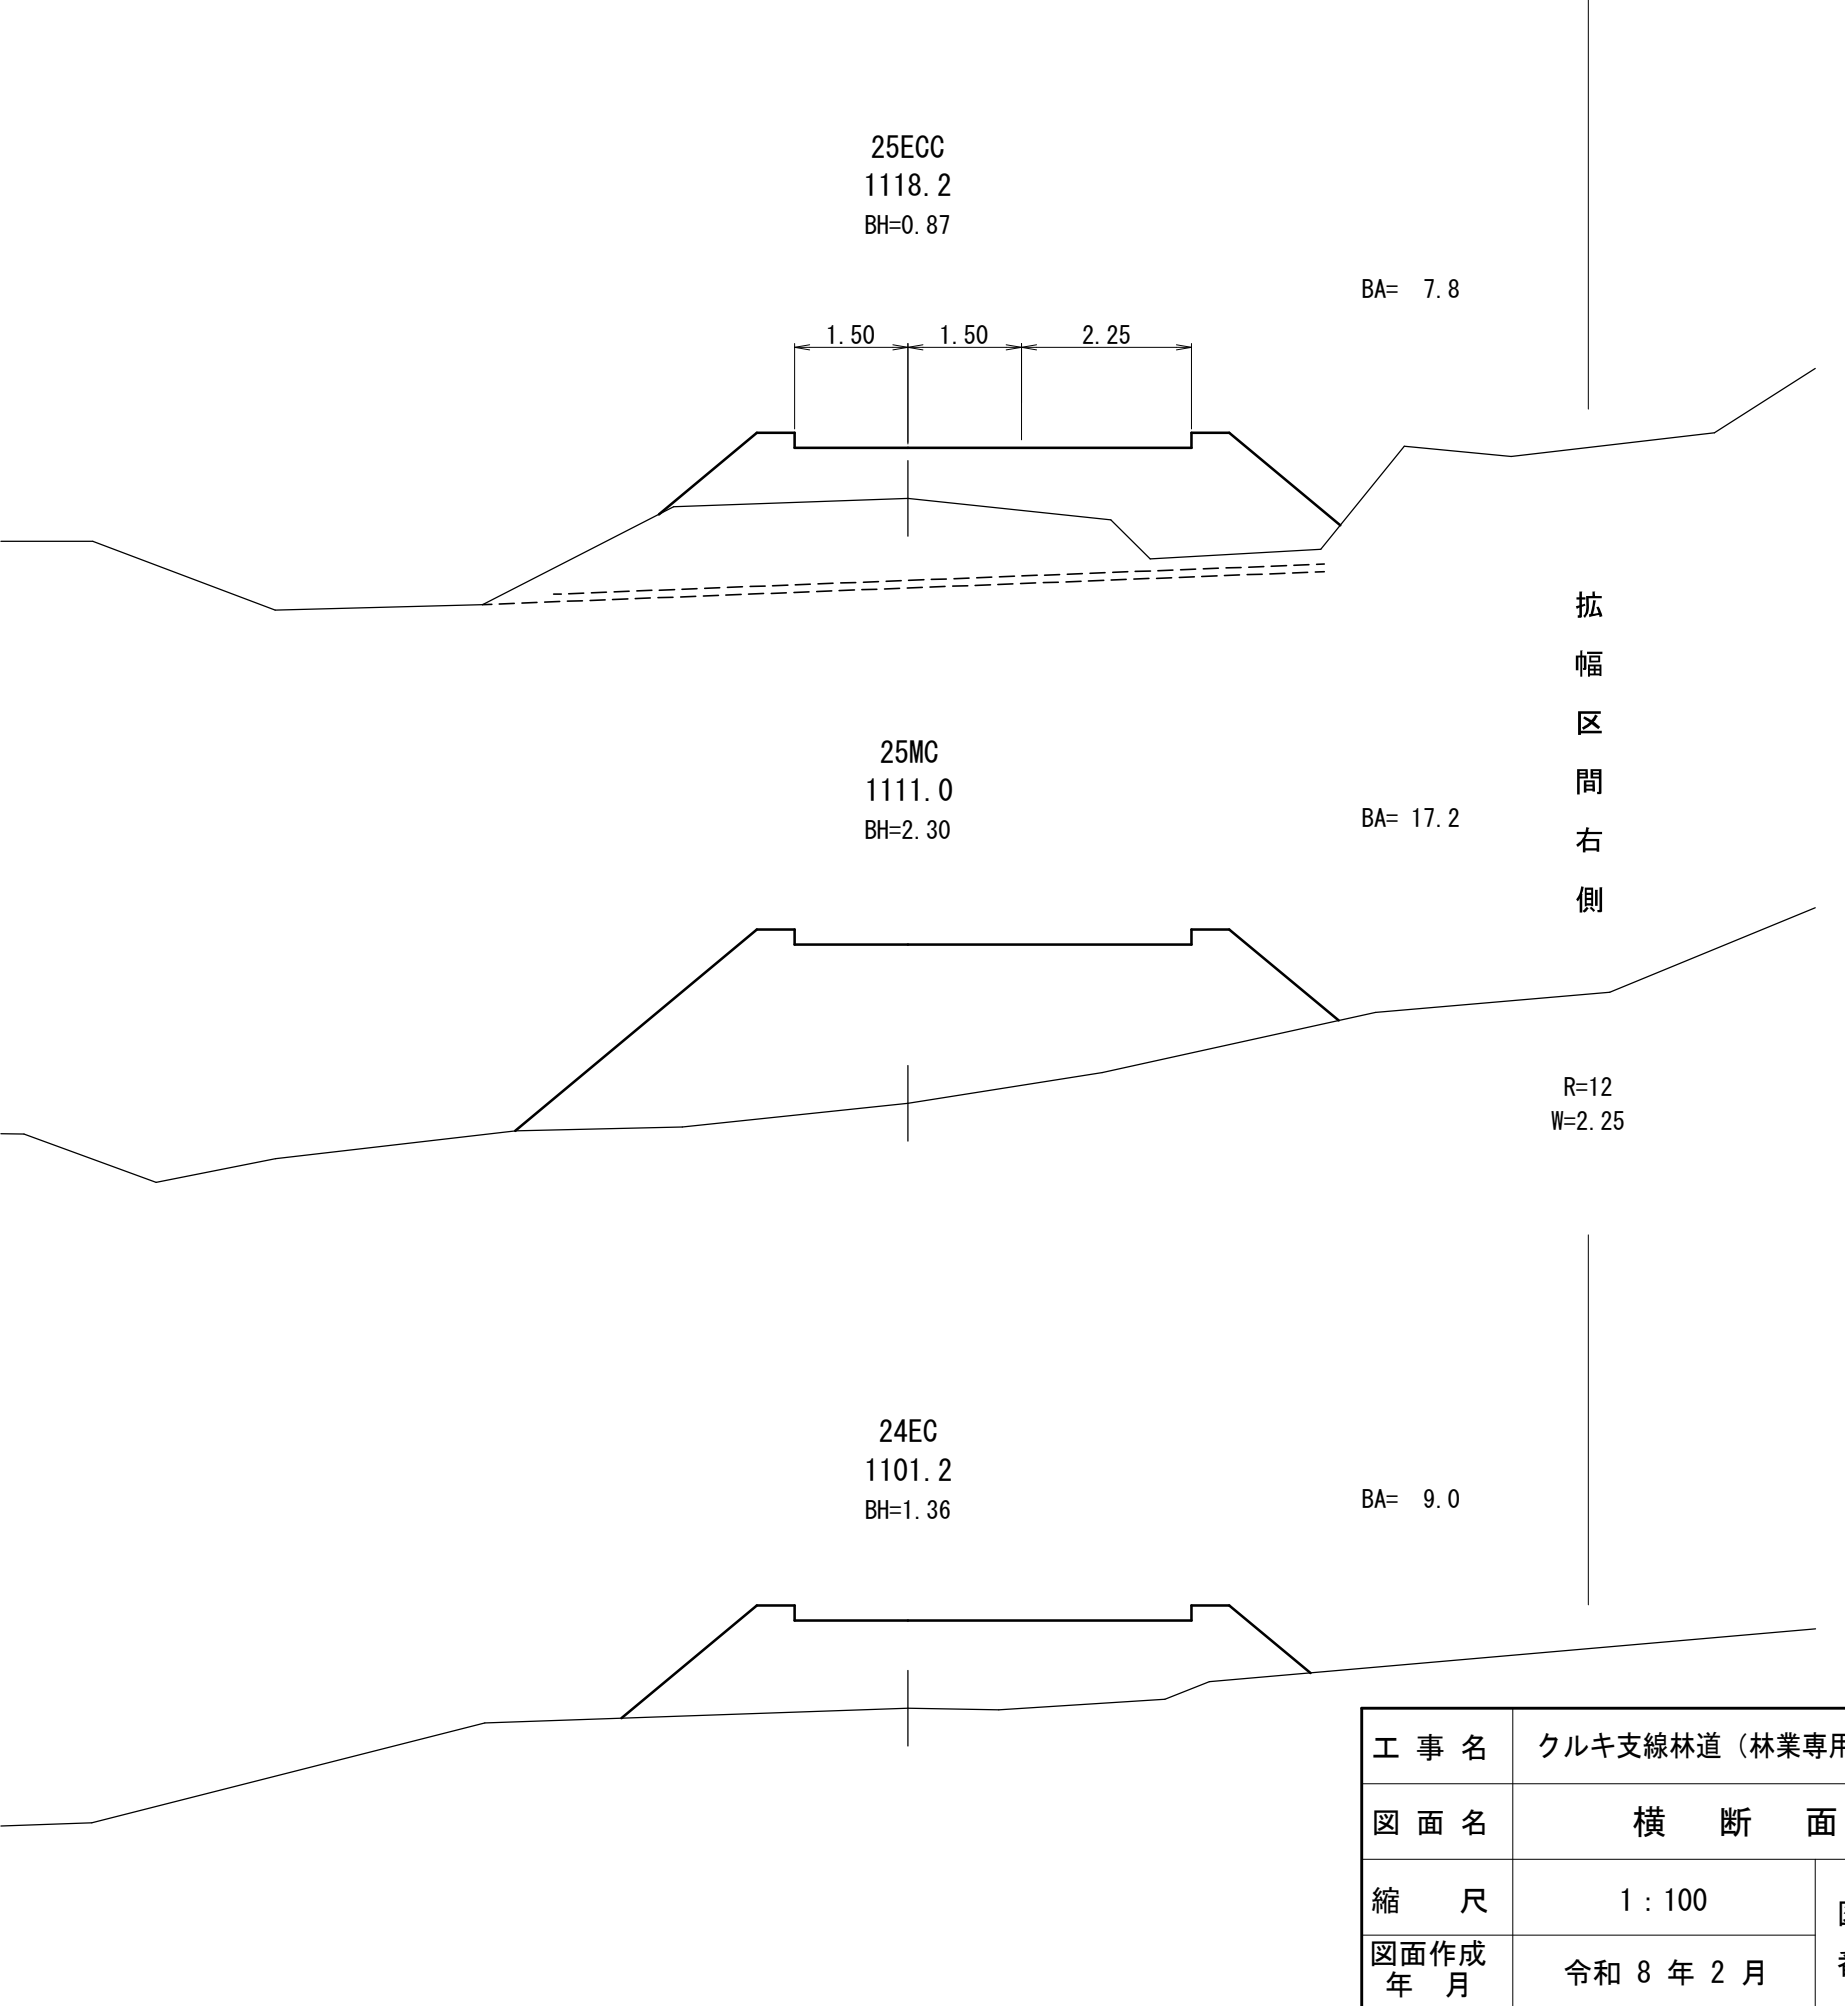 25ECC
1118.2
BH=0.87
BA= 7.8
1.50 1.50 2.25
拡幅区間右側
25MC
1111.0
BH=2.30
BA= 17.2
R=12
W=2.25
24EC
1101.2
BH=1.36
BA= 9.0
工事名 クルキ支線林道（林業専用
図面名 横断面
縮尺 1：100
図面作成年月 令和 8 年 2 月